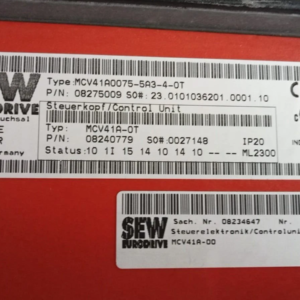 SEW
EURODRIVE
Bruchsal
Type: MCV41A0075-5A3-4-0T
P/N: 08275009 SO#: 23.0101036201.0001.10
Steuerkopf/Control Unit
Typ: MCV41A-0T
P/N: 08240779 SO#:0027148 IP20
Status: 10 1I 15 14 10 14 10 -- -- ML2300
SEW
EURODRIVE
Sach. Nr. 08234647
Steuerelektronik/Controlunit
MCV41A-00